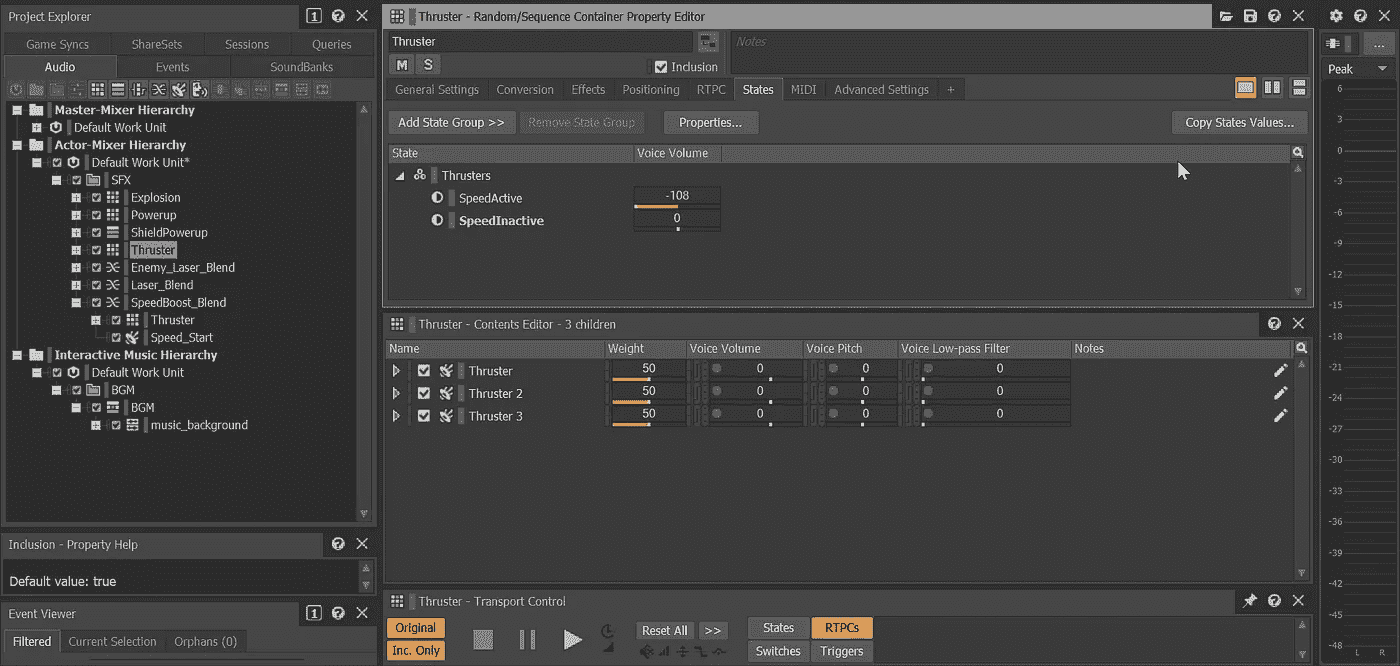 Project Explorer
1
Game Syncs ShareSets Sessions Queries
Audio Events SoundBanks
Master-Mixer Hierarchy
Default Work Unit
Actor-Mixer Hierarchy
Default Work Unit*
SFX
Explosion
Powerup
ShieldPowerup
Thruster
Enemy_Laser_Blend
Laser_Blend
SpeedBoost_Blend
Thruster
Speed_Start
Interactive Music Hierarchy
Default Work Unit
BGM
BGM
music_background
Inclusion - Property Help
Default value: true
Event Viewer
1
Filtered Current Selection Orphans (0)
Thruster - Random/Sequence Container Property Editor
Thruster
Notes
M S Inclusion
General Settings Conversion Effects Positioning RTPC States MIDI Advanced Settings +
Add State Group >> Remove State Group Properties... Copy States Values...
State Voice Volume
Thrusters
SpeedActive -108
SpeedInactive 0
Thruster - Contents Editor - 3 children
Name Weight Voice Volume Voice Pitch Voice Low-pass Filter Notes
Thruster 50 0 0 0
Thruster 2 50 0 0 0
Thruster 3 50 0 0 0
Thruster - Transport Control
Original Reset All >> States RTPCs
Inc. Only Switches Triggers
...
Peak
6
3
0
-3
-6
-9
-12
-15
-18
-21
-24
-27
-30
-33
-36
-39
-42
-45
-48
L R